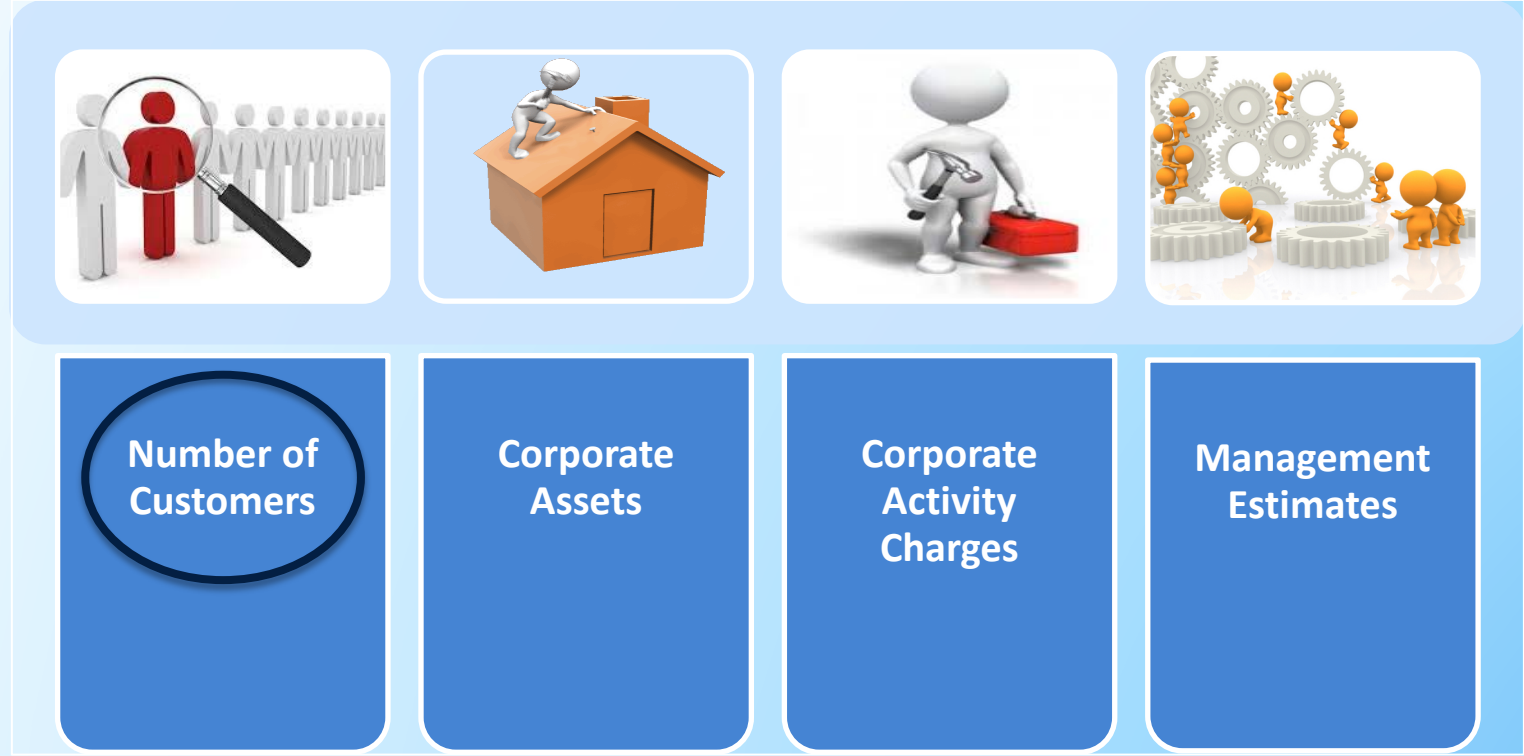 Number of
Customers
Corporate
Assets
Corporate
Activity
Charges
Management
Estimates